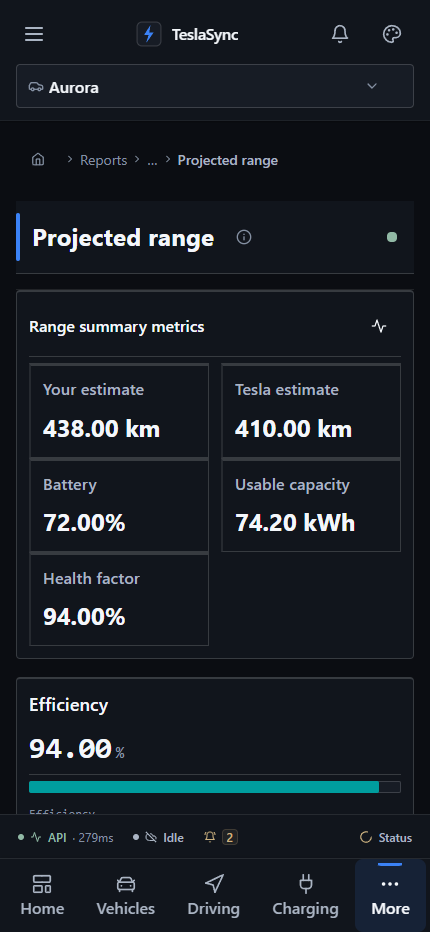 TeslaSync
Aurora
Reports ... Projected range
Projected range
Range summary metrics
Your estimate
438.00 km
Tesla estimate
410.00 km
Battery
72.00%
Usable capacity
74.20 kWh
Health factor
94.00%
Efficiency
94.00 %
Efficiency
API · 279ms Idle 2 Status
Home Vehicles Driving Charging More